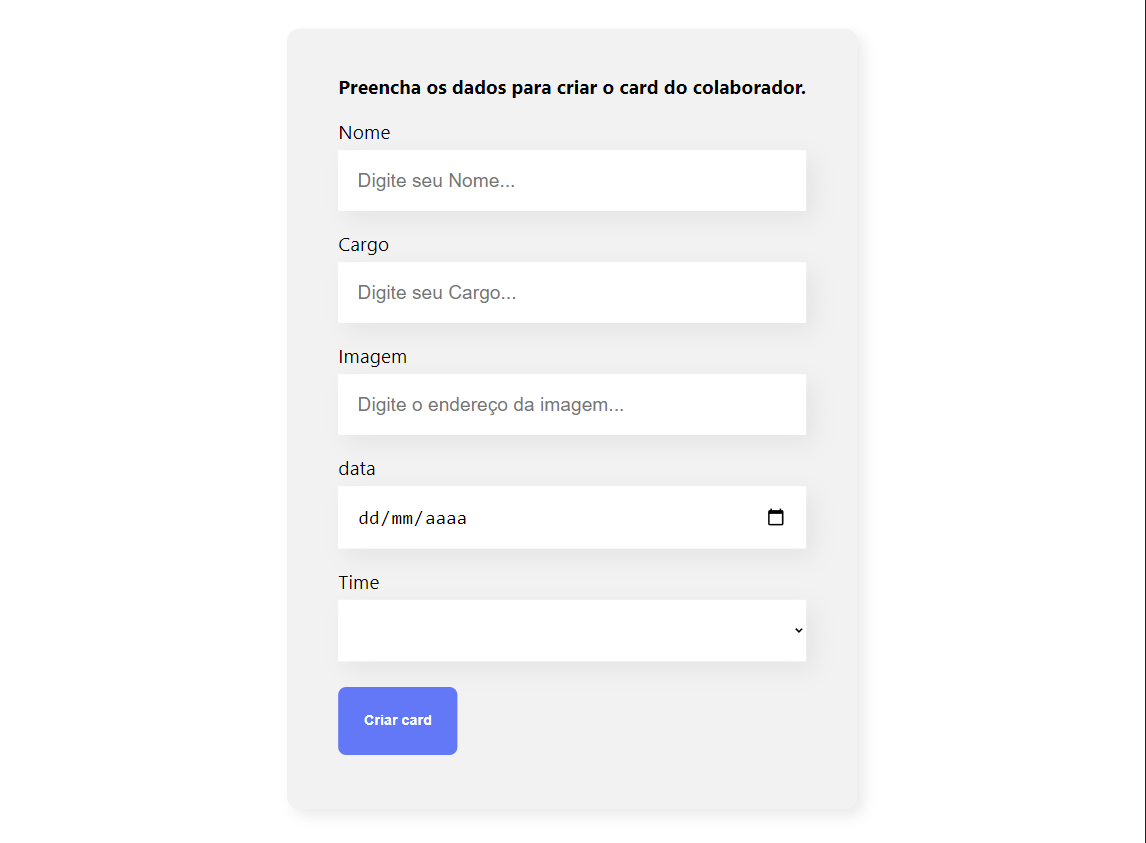 Preencha os dados para criar o card do colaborador.
Nome
Digite seu Nome...
Cargo
Digite seu Cargo...
Imagem
Digite o endereço da imagem...
data
dd/mm/aaaa
Time
Criar card